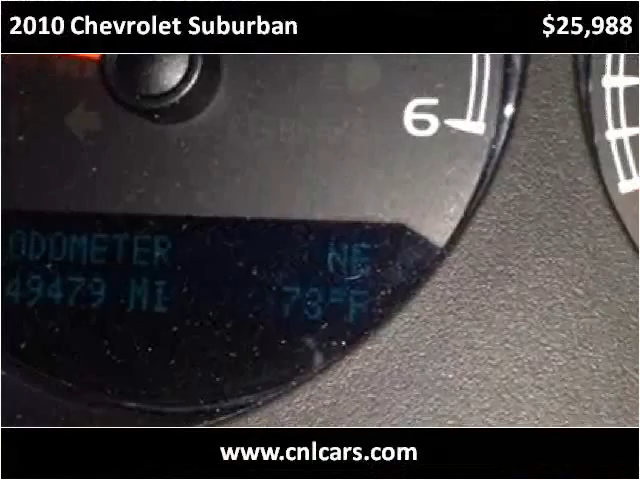 2010 Chevrolet Suburban $25,988
6
ODOMETER NE
49479 MI 73°F
www.cnlcars.com